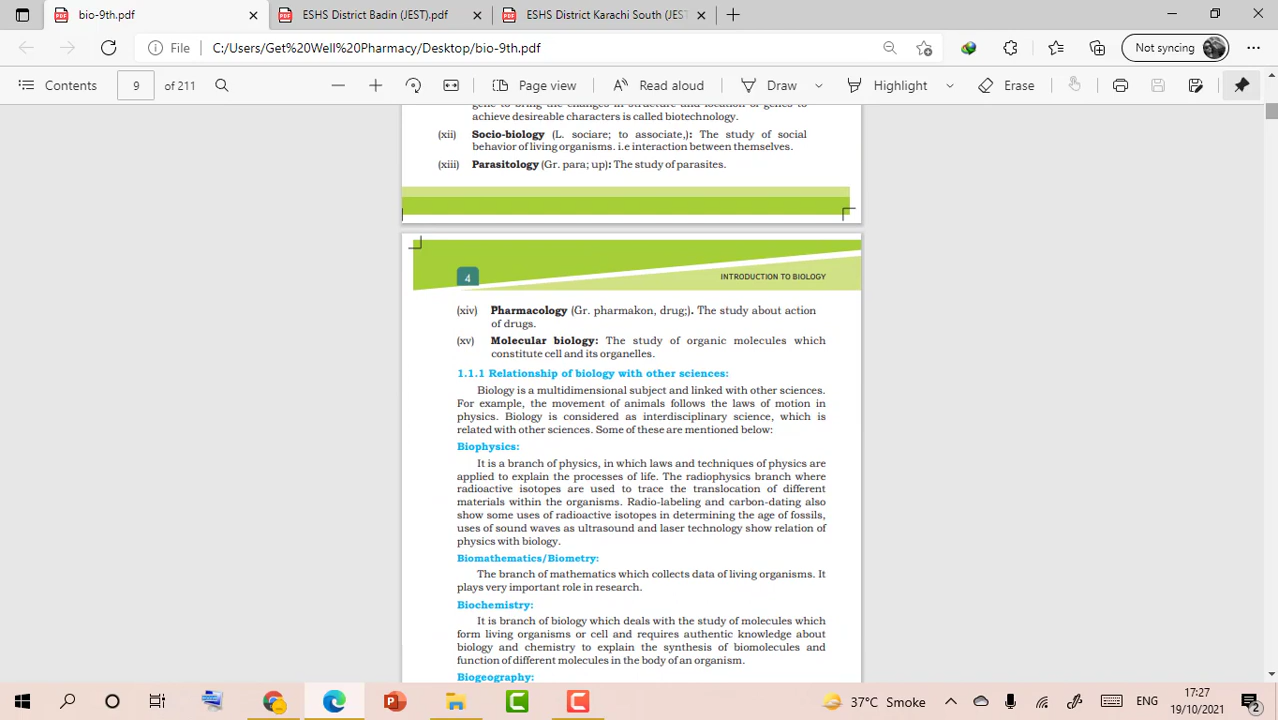 bio-9th.pdf
ESHS District Badin (JEST).pdf
ESHS District Karachi South (JEST
File
C:/Users/Get%20Well%20Pharmacy/Desktop/bio-9th.pdf
Not syncing
Contents
9
of 211
Page view
Read aloud
Draw
Highlight
Erase
gene to bring the changes in structure and location of genes to
achieve desireable characters is called biotechnology.
(xii) Socio-biology (L. sociare; to associate,): The study of social
behavior of living organisms. i.e interaction between themselves.
(xiii) Parasitology (Gr. para; up): The study of parasites.
4
INTRODUCTION TO BIOLOGY
(xiv) Pharmacology (Gr. pharmakon, drug;). The study about action
of drugs.
(xv) Molecular biology: The study of organic molecules which
constitute cell and its organelles.
1.1.1 Relationship of biology with other sciences:
Biology is a multidimensional subject and linked with other sciences.
For example, the movement of animals follows the laws of motion in
physics. Biology is considered as interdisciplinary science, which is
related with other sciences. Some of these are mentioned below:
Biophysics:
It is a branch of physics, in which laws and techniques of physics are
applied to explain the processes of life. The radiophysics branch where
radioactive isotopes are used to trace the translocation of different
materials within the organisms. Radio-labeling and carbon-dating also
show some uses of radioactive isotopes in determining the age of fossils,
uses of sound waves as ultrasound and laser technology show relation of
physics with biology.
Biomathematics/Biometry:
The branch of mathematics which collects data of living organisms. It
plays very important role in research.
Biochemistry:
It is branch of biology which deals with the study of molecules which
form living organisms or cell and requires authentic knowledge about
biology and chemistry to explain the synthesis of biomolecules and
function of different molecules in the body of an organism.
Biogeography:
37°C Smoke
ENG
17:27
19/10/2021
2